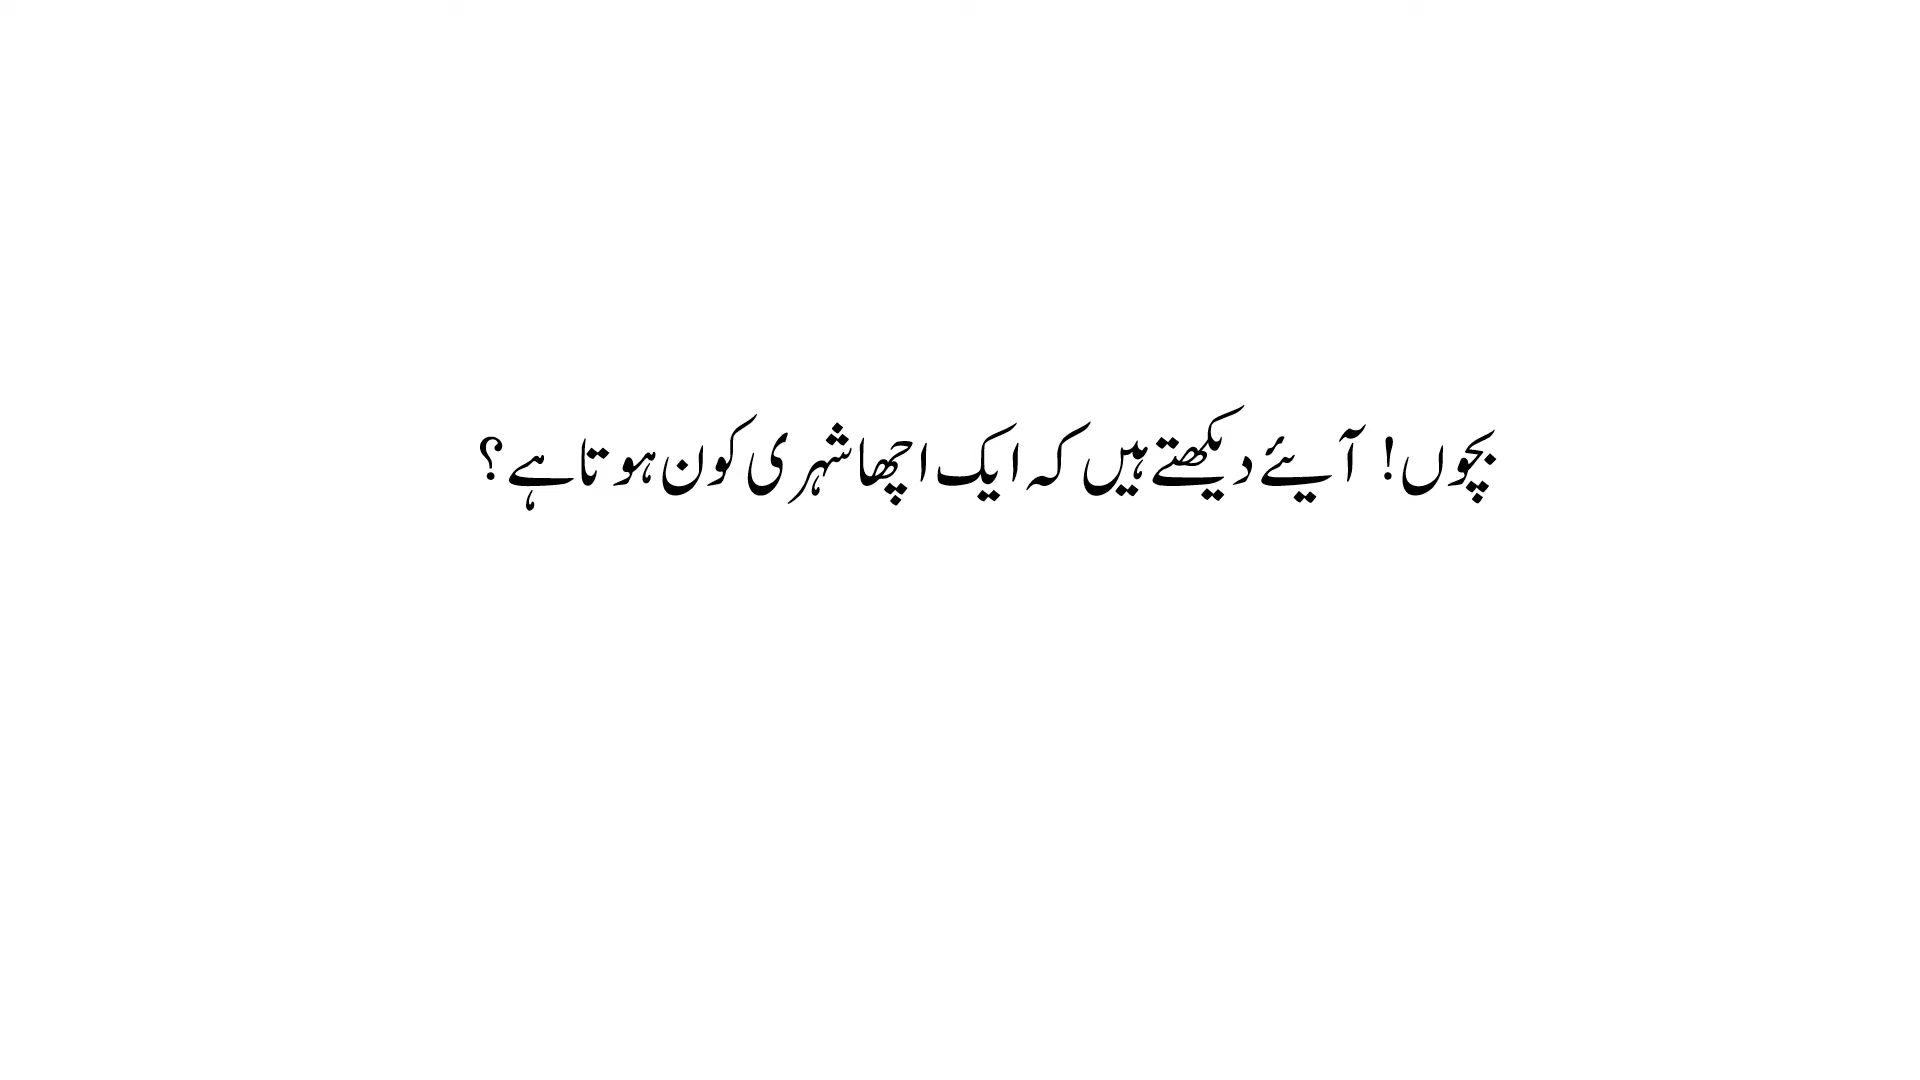 بچوں! آیئے دیکھتے ہیں کہ ایک اچھا شہری کون ہوتا ہے؟